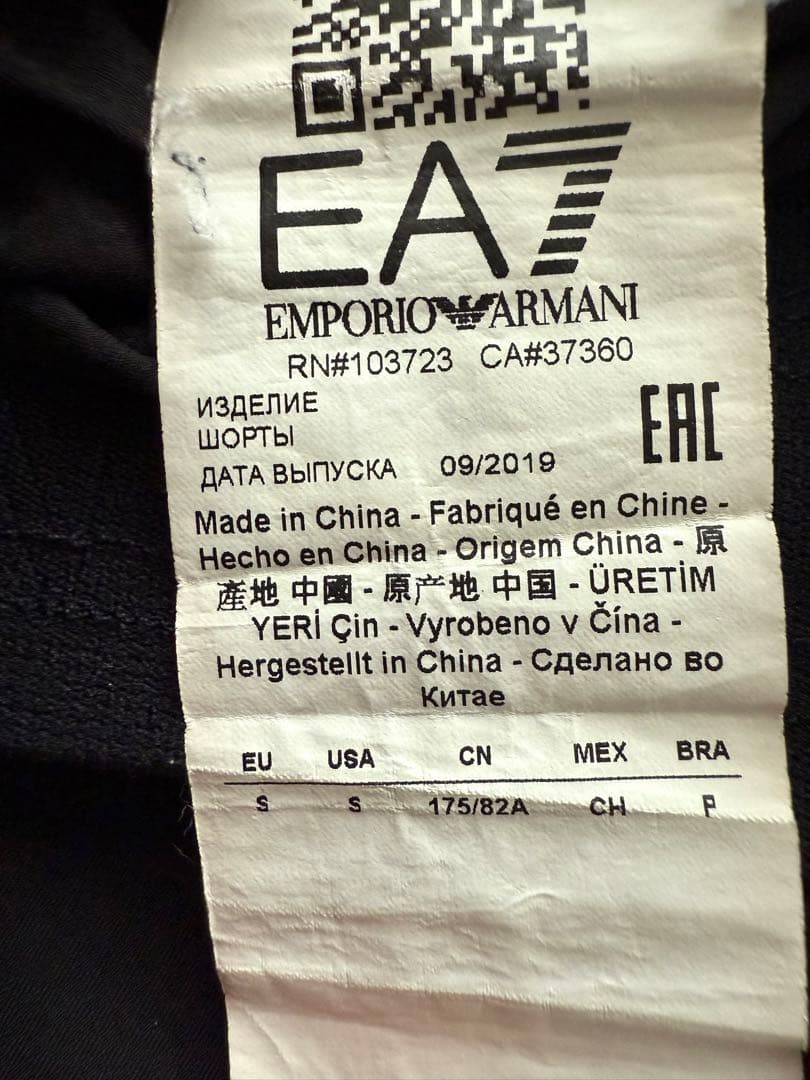 EA7
EMPORIO ARMANI
RN#103723 CA#37360
ИЗДЕЛИЕ
ШОРТЫ
EAC
ДАТА ВЫПУСКА 09/2019
Made in China - Fabriqué en Chine -
Hecho en China - Origem China - 原
產地 中國 - 原产地 中国 - ÜRETİM
YERİ Çin - Vyrobeno v Čína -
Hergestellt in China - Сделано во
Китае
EU USA CN MEX BRA
S S 175/82A CH P